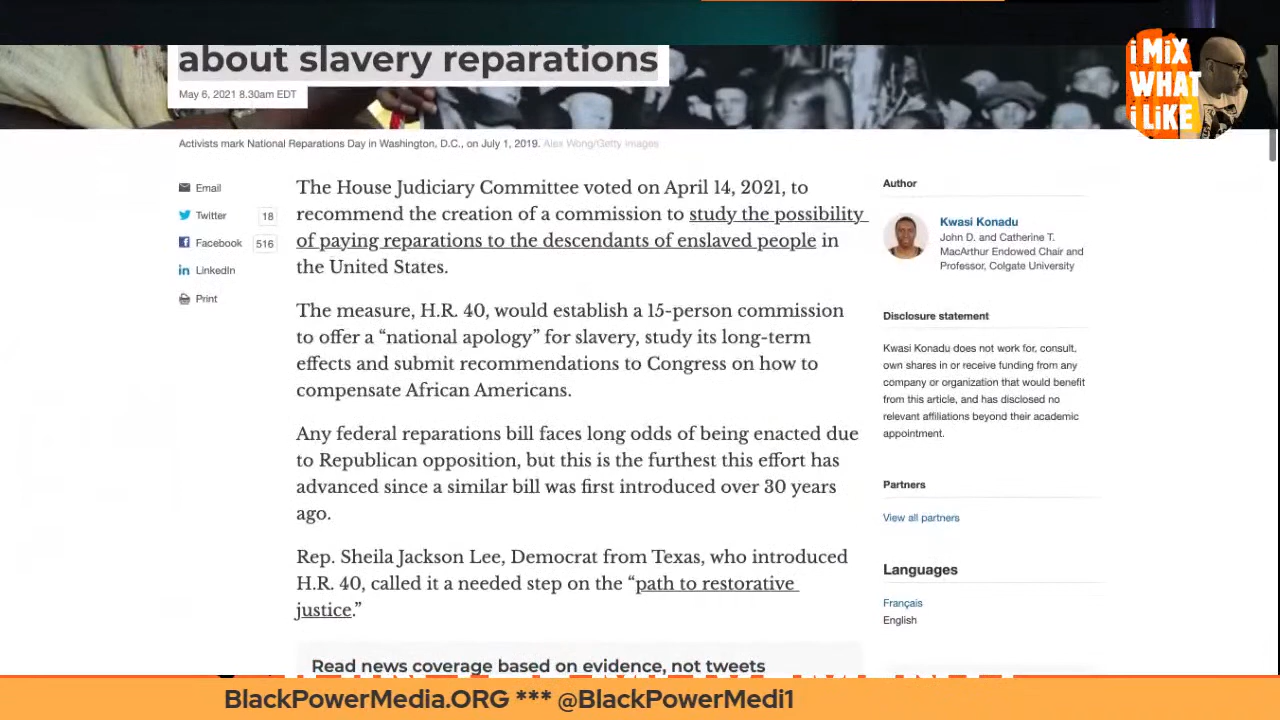 about slavery reparations
May 6, 2021 8.30am EDT
i MiX
WHAT
i LiKE
Activists mark National Reparations Day in Washington, D.C., on July 1, 2019. Alex Wong/Getty Images
Email
Twitter 18
Facebook 516
LinkedIn
Print
The House Judiciary Committee voted on April 14, 2021, to
recommend the creation of a commission to study the possibility
of paying reparations to the descendants of enslaved people in
the United States.
The measure, H.R. 40, would establish a 15-person commission
to offer a “national apology” for slavery, study its long-term
effects and submit recommendations to Congress on how to
compensate African Americans.
Any federal reparations bill faces long odds of being enacted due
to Republican opposition, but this is the furthest this effort has
advanced since a similar bill was first introduced over 30 years
ago.
Rep. Sheila Jackson Lee, Democrat from Texas, who introduced
H.R. 40, called it a needed step on the “path to restorative
justice.”
Read news coverage based on evidence, not tweets
Author
Kwasi Konadu
John D. and Catherine T.
MacArthur Endowed Chair and
Professor, Colgate University
Disclosure statement
Kwasi Konadu does not work for, consult,
own shares in or receive funding from any
company or organization that would benefit
from this article, and has disclosed no
relevant affiliations beyond their academic
appointment.
Partners
View all partners
Languages
Français
English
BlackPowerMedia.ORG *** @BlackPowerMedi1